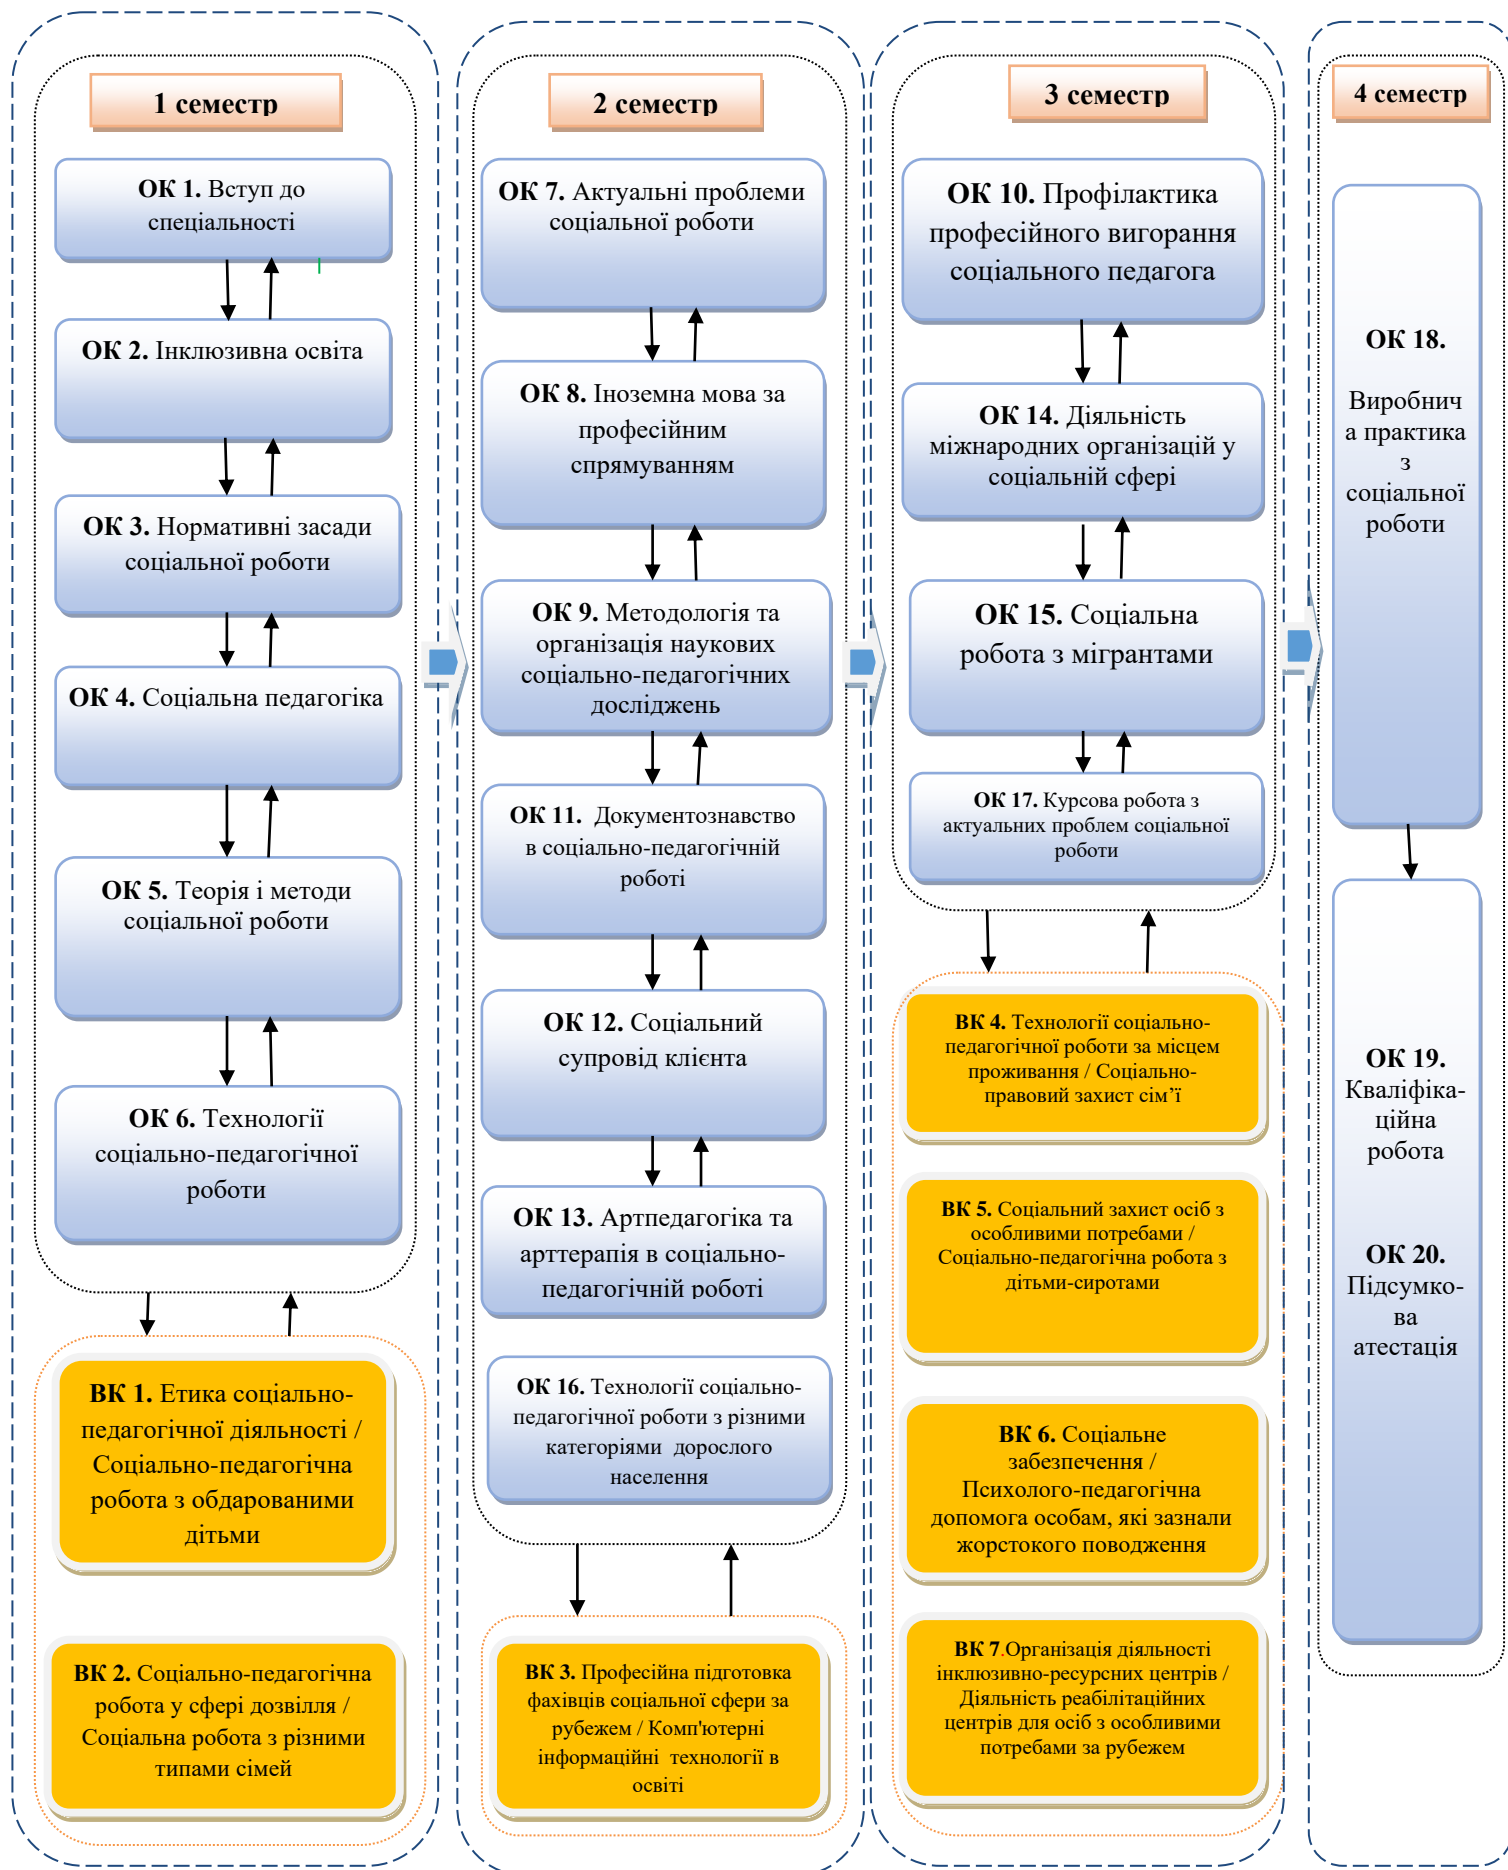 1 семестр
ОК 1. Вступ до
спеціальності
ОК 2. Інклюзивна освіта
ОК 3. Нормативні засади
соціальної роботи
ОК 4. Соціальна педагогіка
ОК 5. Теорія і методи
соціальної роботи
ОК 6. Технології
соціально-педагогічної
роботи
ВК 1. Етика соціально-
педагогічної діяльності /
Соціально-педагогічна
робота з обдарованими
дітьми
ВК 2. Соціально-педагогічна
робота у сфері дозвілля /
Соціальна робота з різними
типами сімей
2 семестр
ОК 7. Актуальні проблеми
соціальної роботи
ОК 8. Іноземна мова за
професійним
спрямуванням
ОК 9. Методологія та
організація наукових
соціально-педагогічних
досліджень
ОК 11. Документознавство
в соціально-педагогічній
роботі
ОК 12. Соціальний
супровід клієнта
ОК 13. Артпедагогіка та
арттерапія в соціально-
педагогічній роботі
ОК 16. Технології соціально-
педагогічної роботи з різними
категоріями дорослого
населення
ВК 3. Професійна підготовка
фахівців соціальної сфери за
рубежем / Комп'ютерні
інформаційні технології в
освіті
3 семестр
ОК 10. Профілактика
професійного вигорання
соціального педагога
ОК 14. Діяльність
міжнародних організацій у
соціальній сфері
ОК 15. Соціальна
робота з мігрантами
ОК 17. Курсова робота з
актуальних проблем соціальної
роботи
ВК 4. Технології соціально-
педагогічної роботи за місцем
проживання / Соціально-
правовий захист сім’ї
ВК 5. Соціальний захист осіб з
особливими потребами /
Соціально-педагогічна робота з
дітьми-сиротами
ВК 6. Соціальне
забезпечення /
Психолого-педагогічна
допомога особам, які зазнали
жорстокого поводження
ВК 7.Організація діяльності
інклюзивно-ресурсних центрів /
Діяльність реабілітаційних
центрів для осіб з особливими
потребами за рубежем
4 семестр
ОК 18.
Виробнич
а практика
з
соціальної
роботи
ОК 19.
Кваліфіка-
ційна
робота
ОК 20.
Підсумко-
ва
атестація